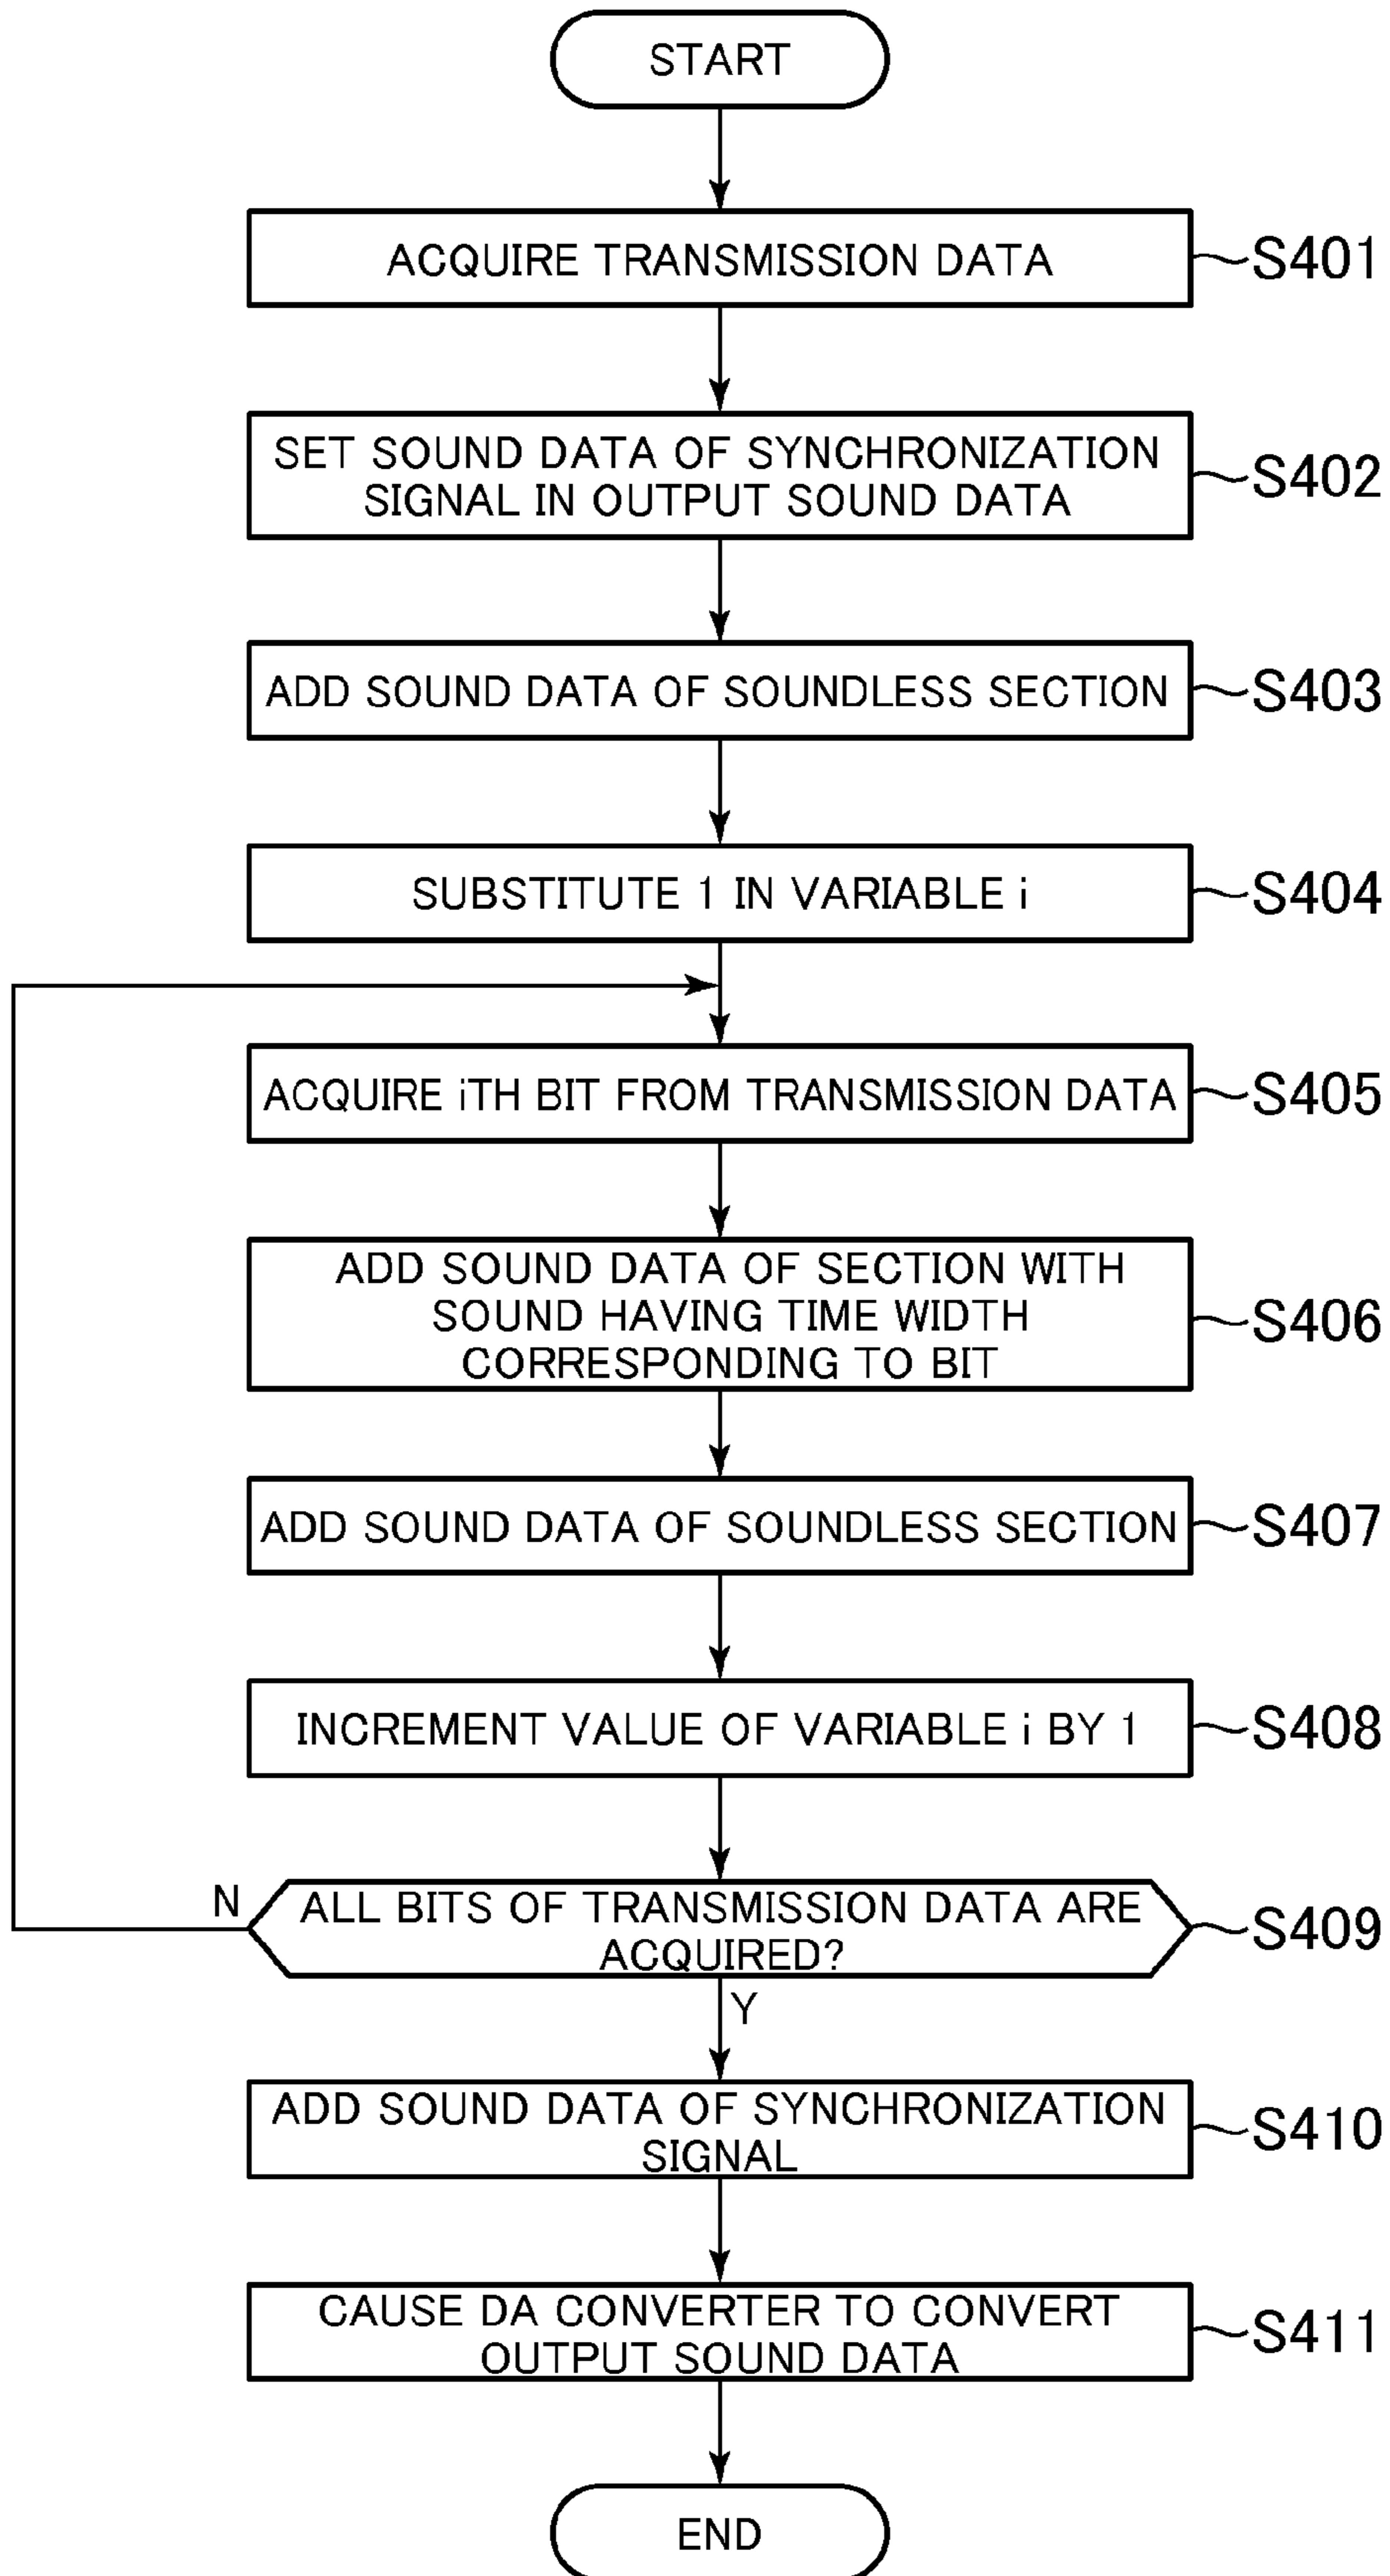 START
ACQUIRE TRANSMISSION DATA
S401
SET SOUND DATA OF SYNCHRONIZATION
SIGNAL IN OUTPUT SOUND DATA
S402
ADD SOUND DATA OF SOUNDLESS SECTION
S403
SUBSTITUTE 1 IN VARIABLE i
S404
ACQUIRE iTH BIT FROM TRANSMISSION DATA
S405
ADD SOUND DATA OF SECTION WITH
SOUND HAVING TIME WIDTH
CORRESPONDING TO BIT
S406
ADD SOUND DATA OF SOUNDLESS SECTION
S407
INCREMENT VALUE OF VARIABLE i BY 1
S408
N
ALL BITS OF TRANSMISSION DATA ARE
ACQUIRED?
S409
Y
ADD SOUND DATA OF SYNCHRONIZATION
SIGNAL
S410
CAUSE DA CONVERTER TO CONVERT
OUTPUT SOUND DATA
S411
END